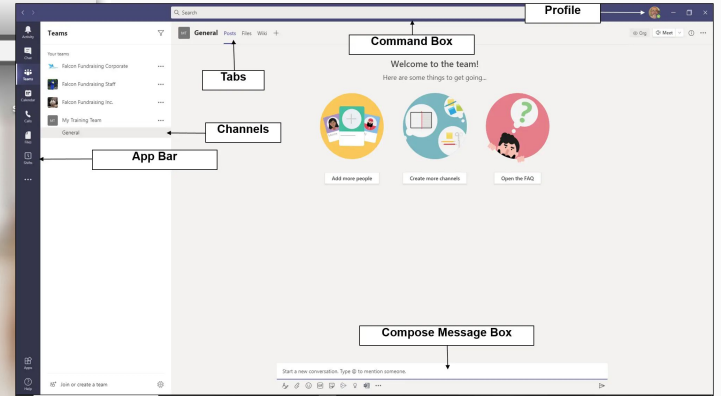 Profile
Search
Activity
Teams
General Posts Files Wiki +
Org
Meet
Command Box
Chat
Your teams
Welcome to the team!
Here are some things to get going...
Falcon Fundraising Corporate
Teams
Tabs
Falcon Fundraising Staff
Calendar
Falcon Fundraising Inc.
Calls
MT My Training Team
General
Channels
Files
App Bar
Add more people
Create more channels
Open the FAQ
Compose Message Box
Apps
Start a new conversation. Type @ to mention someone.
Join or create a team
Help